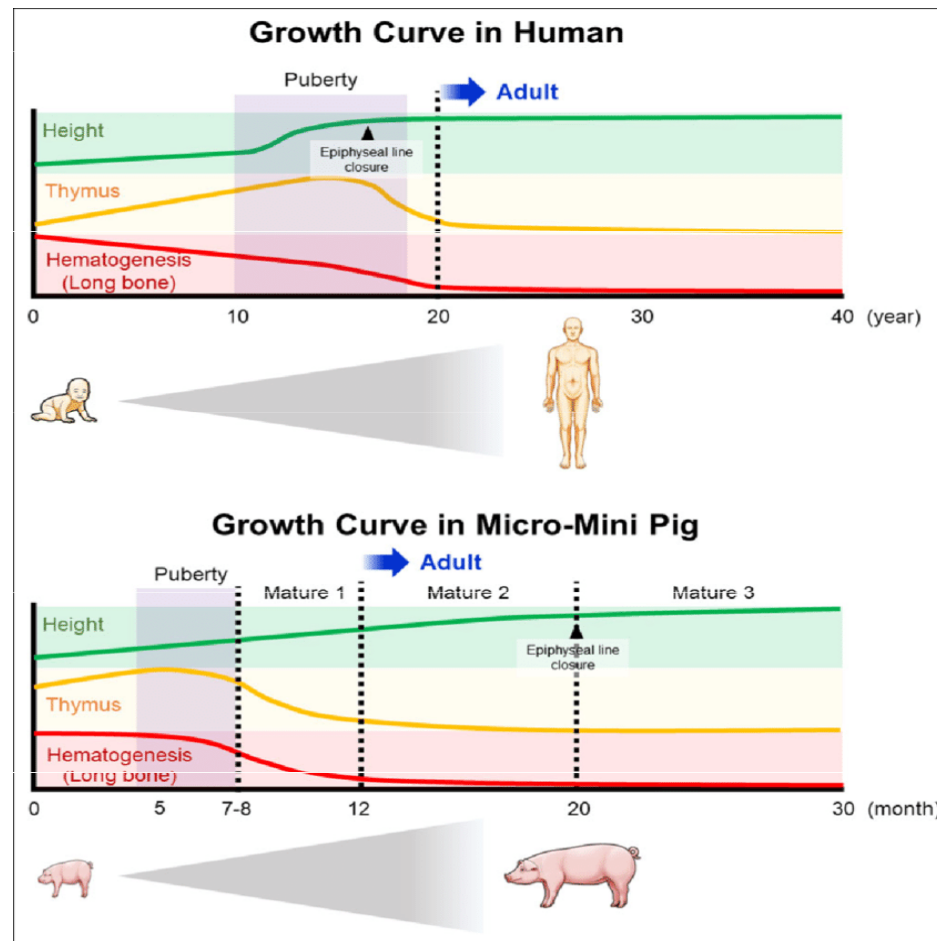 Growth Curve in Human
Puberty
Adult
Height
Epiphyseal line
closure
Thymus
Hematogenesis
(Long bone)
0 10 20 30 40 (year)
Growth Curve in Micro-Mini Pig
Adult
Puberty
Mature 1 Mature 2 Mature 3
Height
Epiphyseal line
closure
Thymus
Hematogenesis
(Long bone)
0 5 7-8 12 20 30 (month)